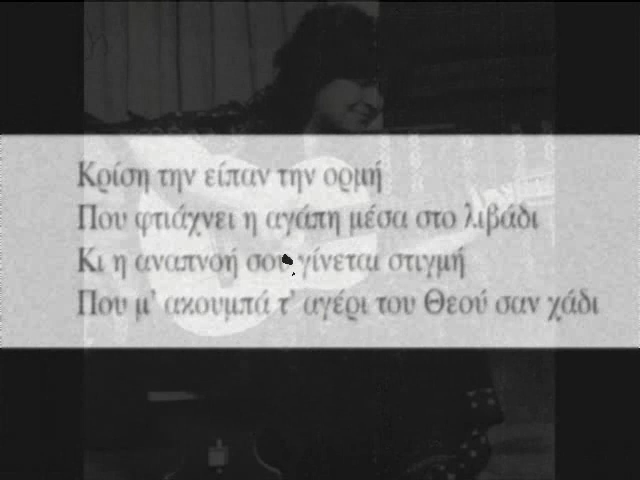 Κρίση την είπαν την ορμή
Που φτιάχνει η αγάπη μέσα στο λιβάδι
Κι η αναπνοή σου γίνεται στιγμή
Που μ' ακουμπά τ' αγέρι του Θεού σαν χάδι